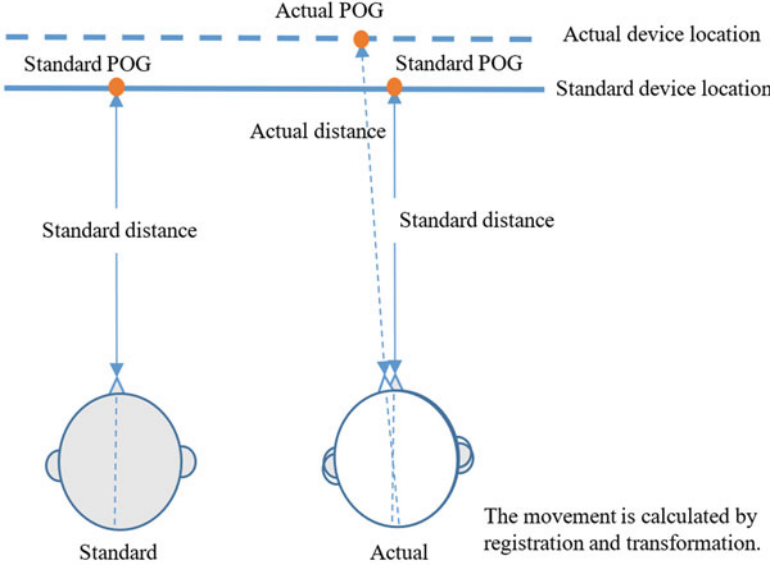 Actual POG
Actual device location
Standard POG
Standard POG
Standard device location
Actual distance
Standard distance
Standard distance
The movement is calculated by
registration and transformation.
Standard
Actual